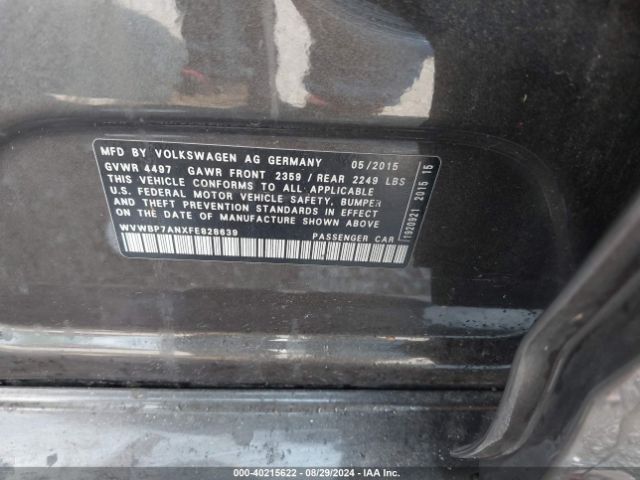 MFD BY VOLKSWAGEN AG GERMANY 05/2015
GVWR 4497 GAWR FRONT 2359 / REAR 2249 LBS
THIS VEHICLE CONFORMS TO ALL APPLICABLE
U.S. FEDERAL MOTOR VEHICLE SAFETY, BUMPER
AND THEFT PREVENTION STANDARDS IN EFFECT
ON THE DATE OF MANUFACTURE SHOWN ABOVE
WVWBP7ANXFE828639 PASSENGER CAR
1920921 2015 15
000-40215622 - 08/29/2024 - IAA Inc.